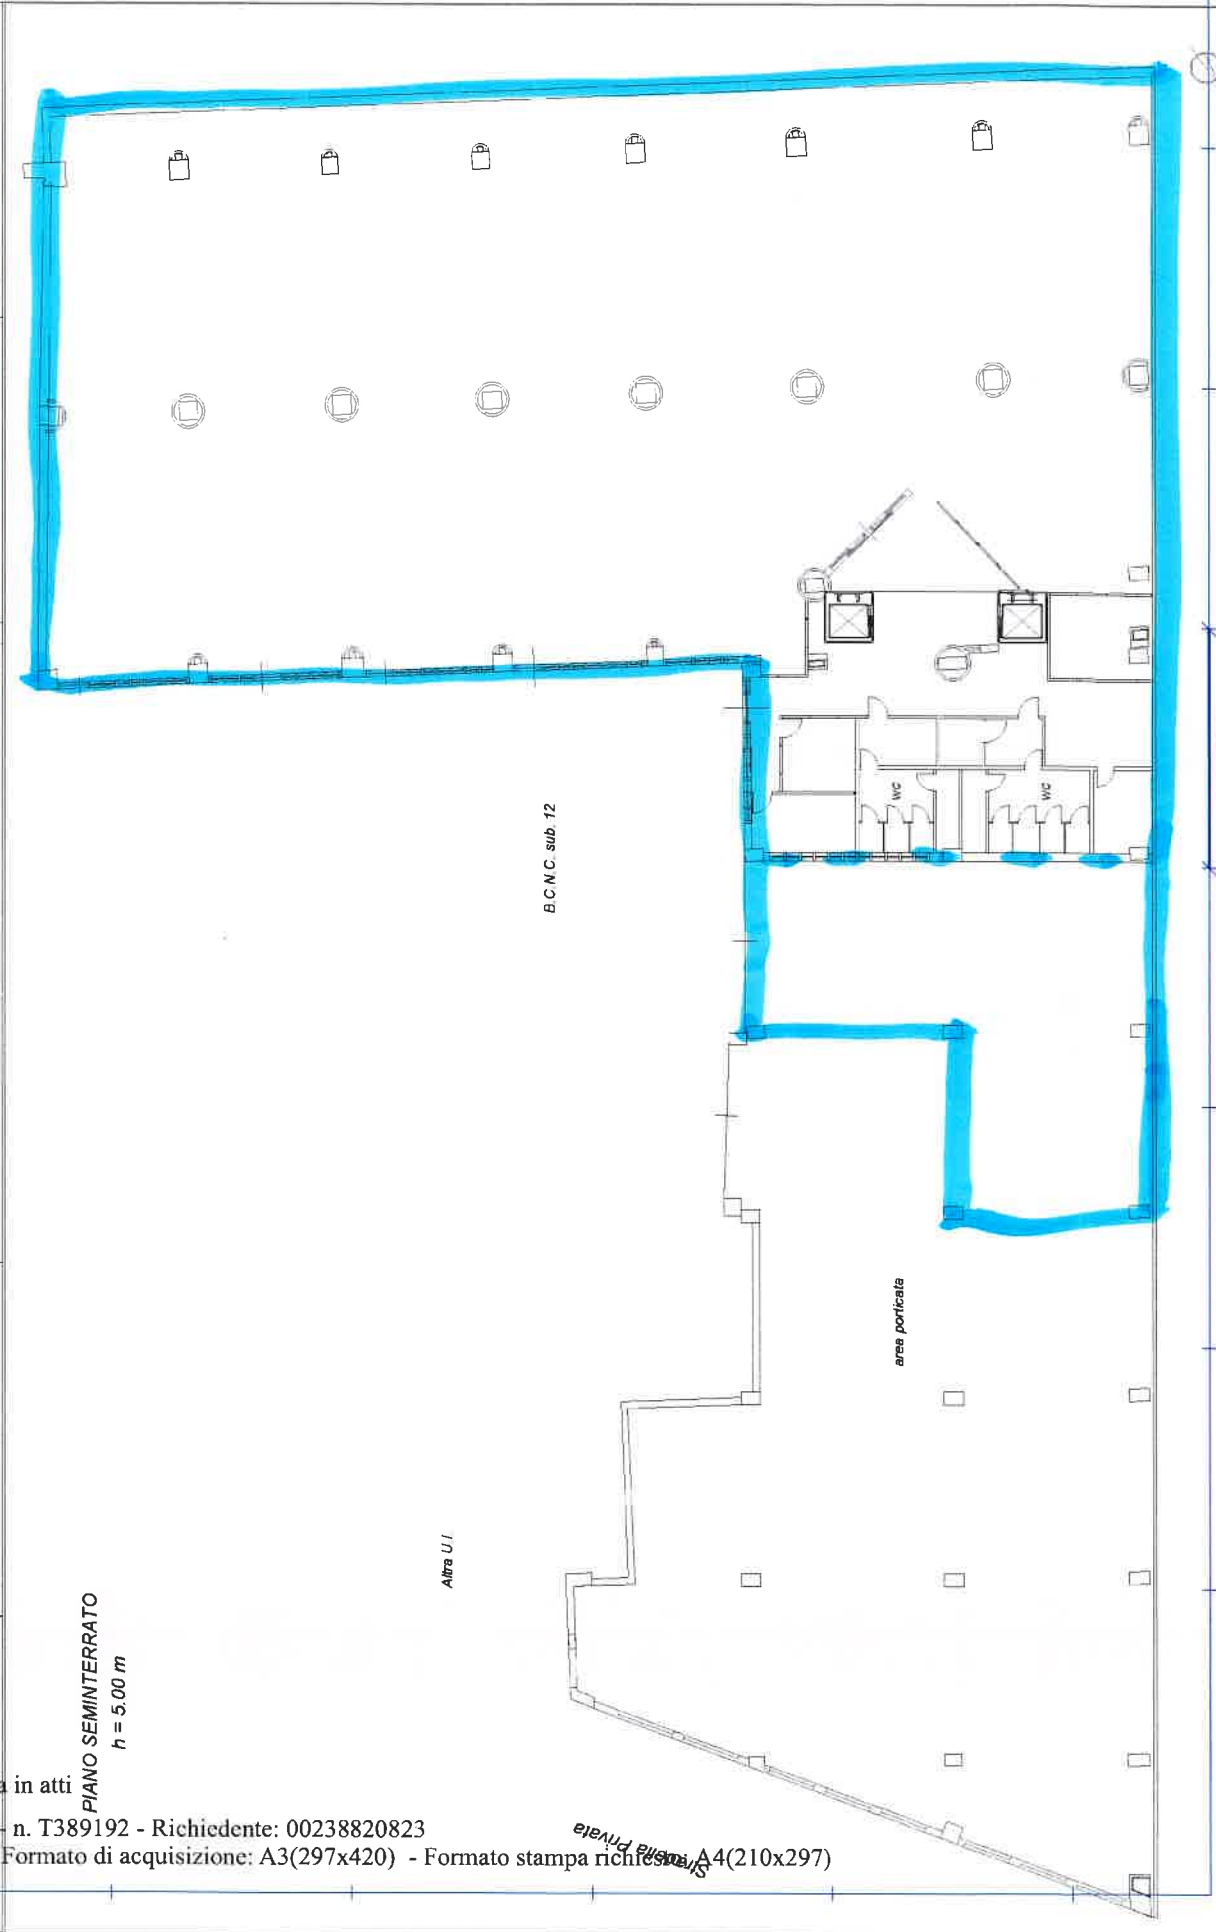 B.C.N.C. sub. 12
WC
WC
area porticata
Altra U.I.
PIANO SEMINTERRATO
h = 5.00 m
in atti
n. T389192 - Richiedente: 00238820823
Formato di acquisizione: A3(297x420) - Formato stampa richiesto: A4(210x297)
Stradella Privata